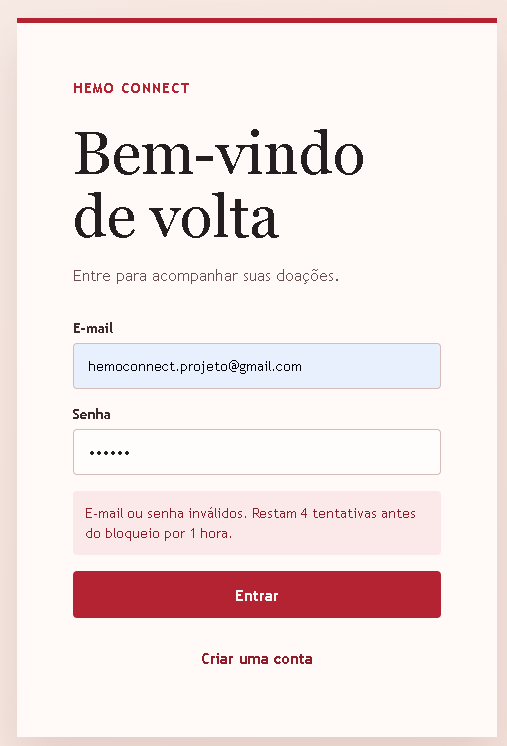 HEMO CONNECT
Bem-vindo
de volta
Entre para acompanhar suas doações.
E-mail
hemoconnect.projeto@gmail.com
Senha
••••••
E-mail ou senha inválidos. Restam 4 tentativas antes
do bloqueio por 1 hora.
Entrar
Criar uma conta